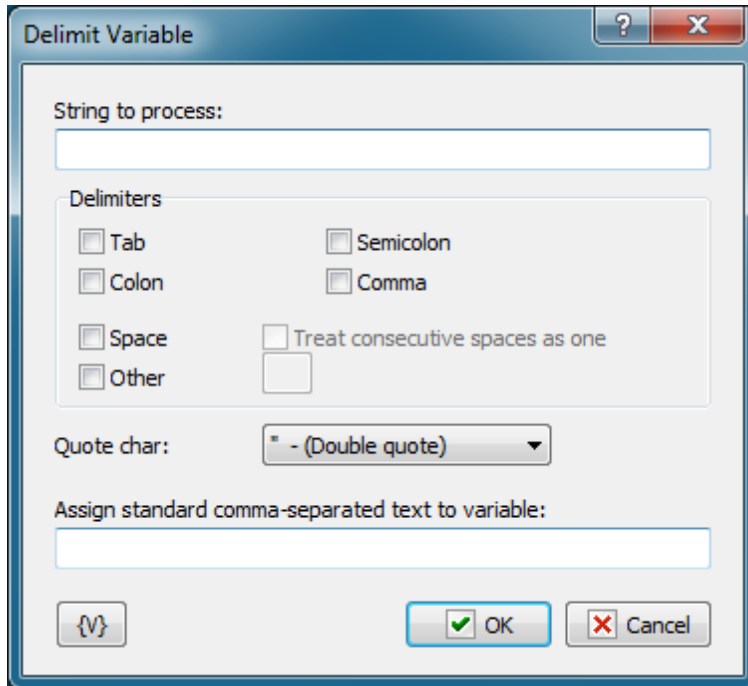 Delimit Variable
?
String to process:
Delimiters
Tab
Semicolon
Colon
Comma
Space
Treat consecutive spaces as one
Other
Quote char:
" - (Double quote)
Assign standard comma-separated text to variable:
{V}
OK
Cancel